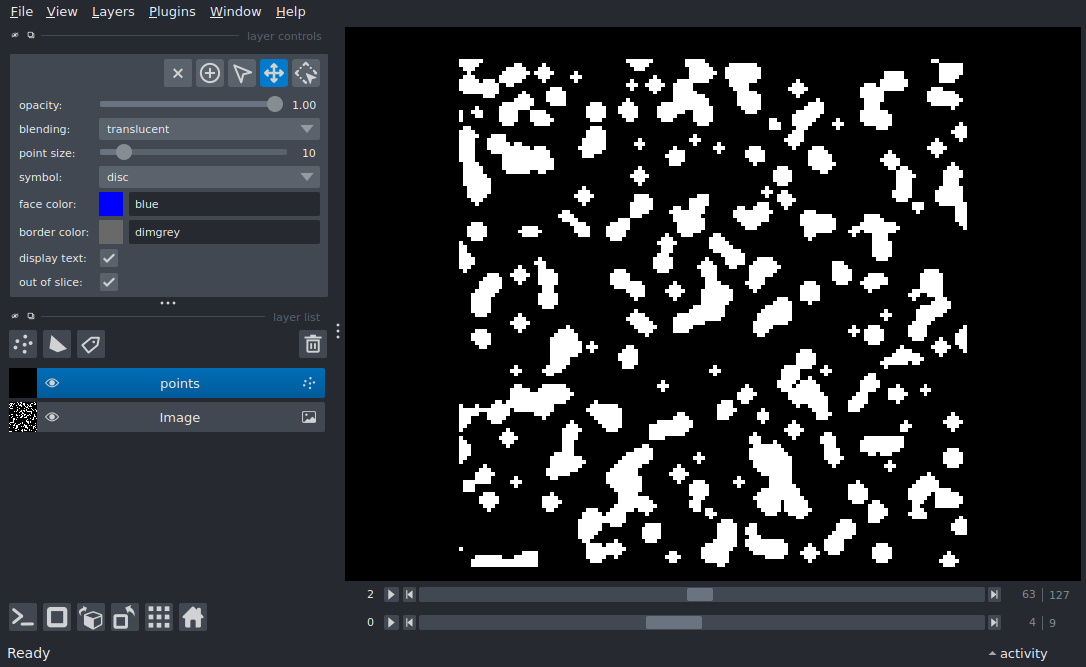 File View Layers Plugins Window Help
layer controls
opacity: 1.00
blending: translucent
point size: 10
symbol: disc
face color: blue
border color: dimgrey
display text:
out of slice:
layer list
points
Image
2 63 127
0 4 9
Ready activity